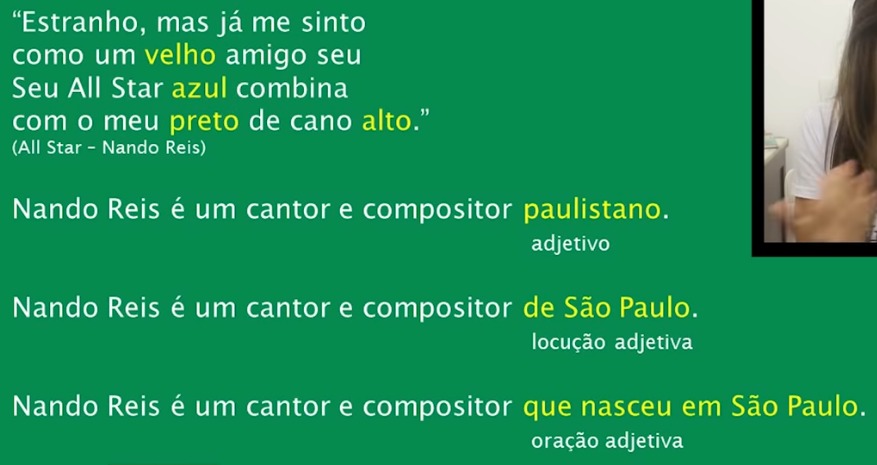 “Estranho, mas já me sinto
como um velho amigo seu
Seu All Star azul combina
com o meu preto de cano alto.”
(All Star – Nando Reis)
Nando Reis é um cantor e compositor paulistano.
adjetivo
Nando Reis é um cantor e compositor de São Paulo.
locução adjetiva
Nando Reis é um cantor e compositor que nasceu em São Paulo.
oração adjetiva